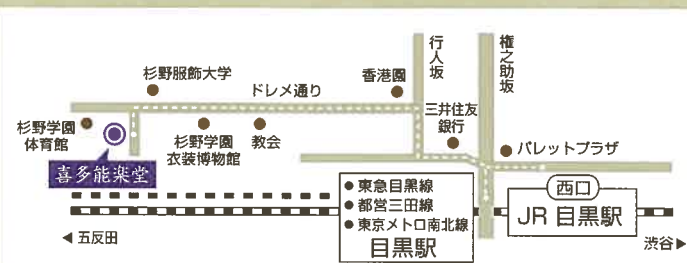 行人坂
権之助坂
杉野服飾大学
ドレメ通り
香港園
三井住友
銀行
杉野学園
体育館
杉野学園
衣装博物館
教会
パレットプラザ
喜多能楽堂
●東急目黒線
●都営三田線
●東京メトロ南北線
目黒駅
西口
JR 目黒駅
◀ 五反田
渋谷▶